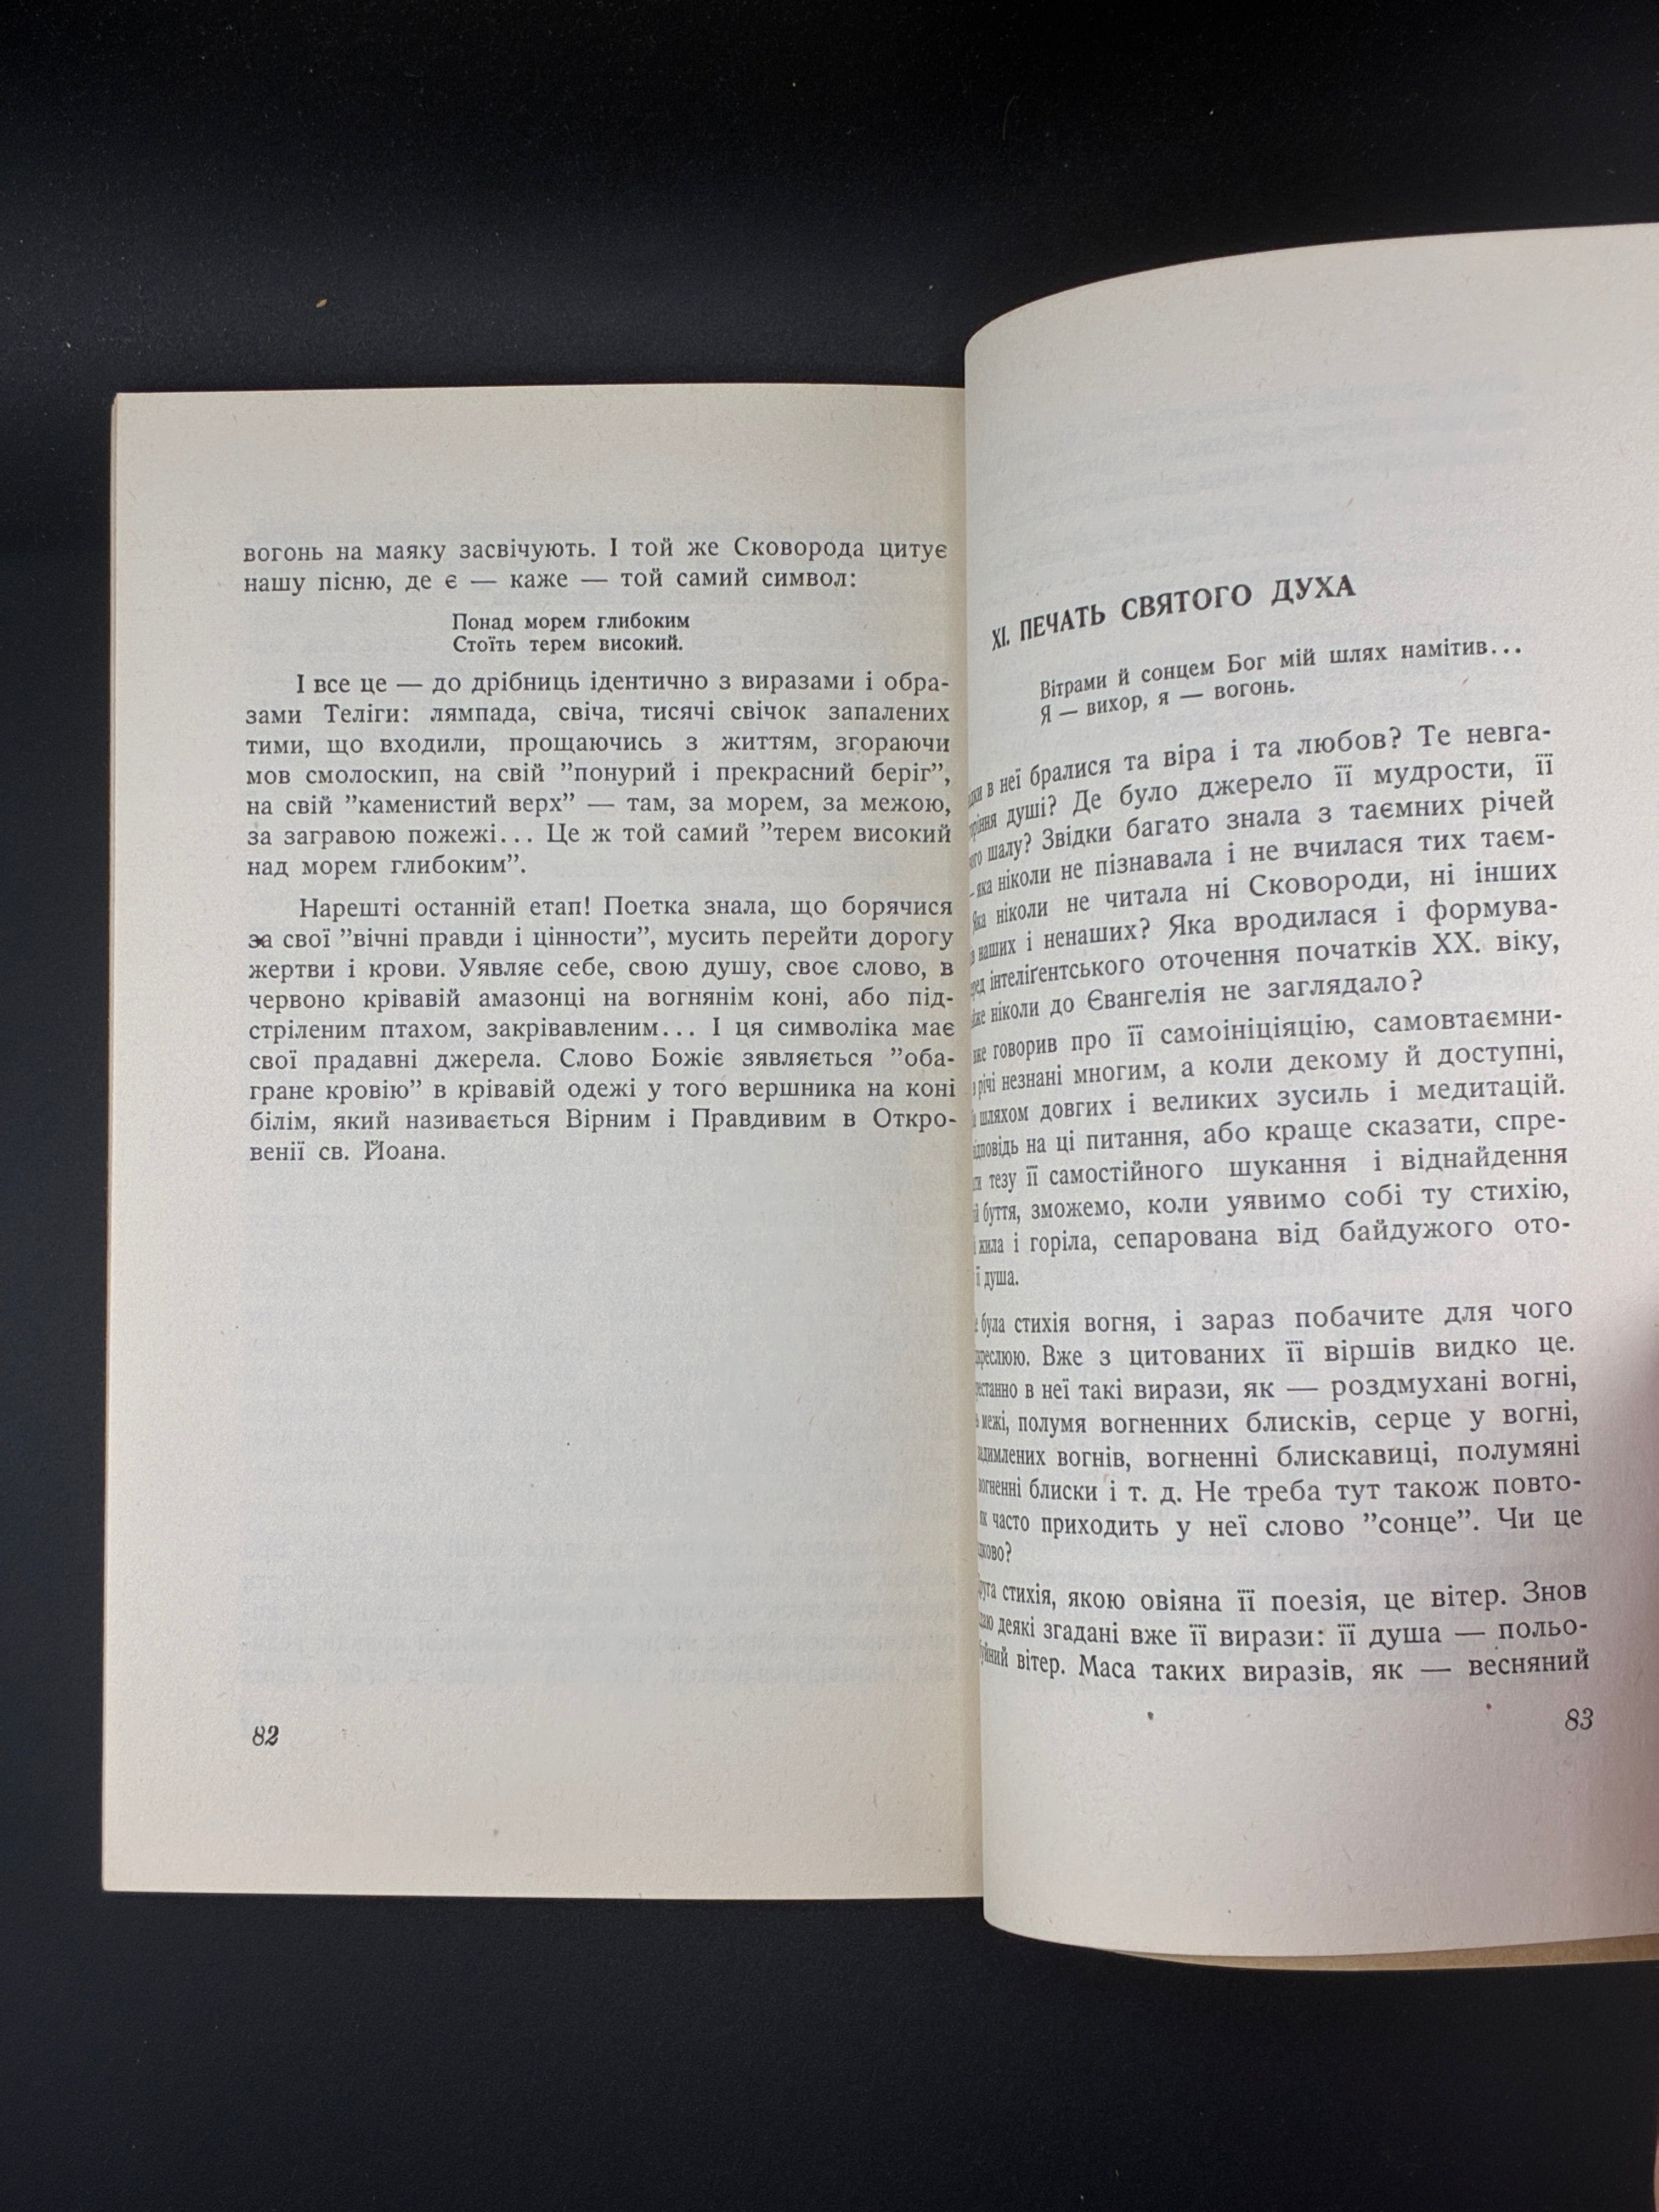 вогонь на маяку засвічують. І той же Сковорода цитує
нашу пісню, де є — каже — той самий символ:
Понад морем глибоким
Стоїть терем високий.
І все це — до дрібниць ідентично з виразами і обра-
зами Теліги: лямпада, свіча, тисячі свічок запалених
тими, що входили, прощаючись з життям, згораючи
мов смолоскип, на свій ”понурий і прекрасний беріг”,
на свій ”каменистий верх” — там, за морем, за межою,
за загравою пожежі... Це ж той самий ”терем високий
над морем глибоким”.
Нарешті останній етап! Поетка знала, що борячися
за свої ”вічні правди і цінности”, мусить перейти дорогу
жертви і крови. Уявляє себе, свою душу, своє слово, в
червоно крівавій амазонці на вогнянім коні, або під-
стріленим птахом, закрівавленим... І ця символіка має
свої прадавні джерела. Слово Божіє зявляється ”оба-
гране кровію” в крівавій одежі у того вершника на коні
білім, який називається Вірним і Правдивим в Откро-
венії св. Йоана.
82
XI. ПЕЧАТЬ СВЯТОГО ДУХА
Вітрами й сонцем Бог мій шлях намітив...
Я — вихор, я — вогонь.
в неї бралися та віра і та любов? Те невга-
душі? Де було джерело її мудрости, її
шалу? Звідки багато знала з таємних річей
яка ніколи не пізнавала і не вчилася тих таєм-
ніколи не читала ні Сковороди, ні інших
наших і ненаших? Яка вродилася і формува-
інтеліґентського оточення початків XX. віку,
ніколи до Євангелія не заглядало?
говорив про її самоініціяцію, самовтаємни-
річі незнані многим, а коли декому й доступні,
шляхом довгих і великих зусиль і медитацій.
на ці питання, або краще сказати, спре-
тезу її самостійного шукання і віднайдення
буття, зможемо, коли уявимо собі ту стихію,
жила і горіла, сепарована від байдужого ото-
її душа.
була стихія вогня, і зараз побачите для чого
Вже з цитованих її віршів видко це.
в неї такі вирази, як — роздмухані вогні,
межі, полумя вогненних блисків, серце у вогні,
вогнів, вогненні блискавиці, полумяні
вогненні блиски і т. д. Не треба тут також повто-
як часто приходить у неї слово ”сонце”. Чи це
стихія, якою овіяна її поезія, це вітер. Знов
деякі згадані вже її вирази: її душа — польо-
вітер. Маса таких виразів, як — весняний
83